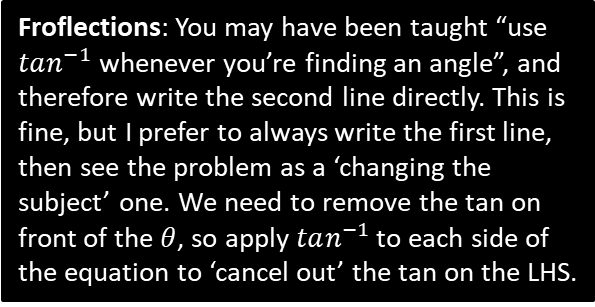 Froflections: You may have been taught “use
tan⁻¹ whenever you’re finding an angle”, and
therefore write the second line directly. This is
fine, but I prefer to always write the first line,
then see the problem as a ‘changing the
subject’ one. We need to remove the tan on
front of the θ, so apply tan⁻¹ to each side of
the equation to ‘cancel out’ the tan on the LHS.